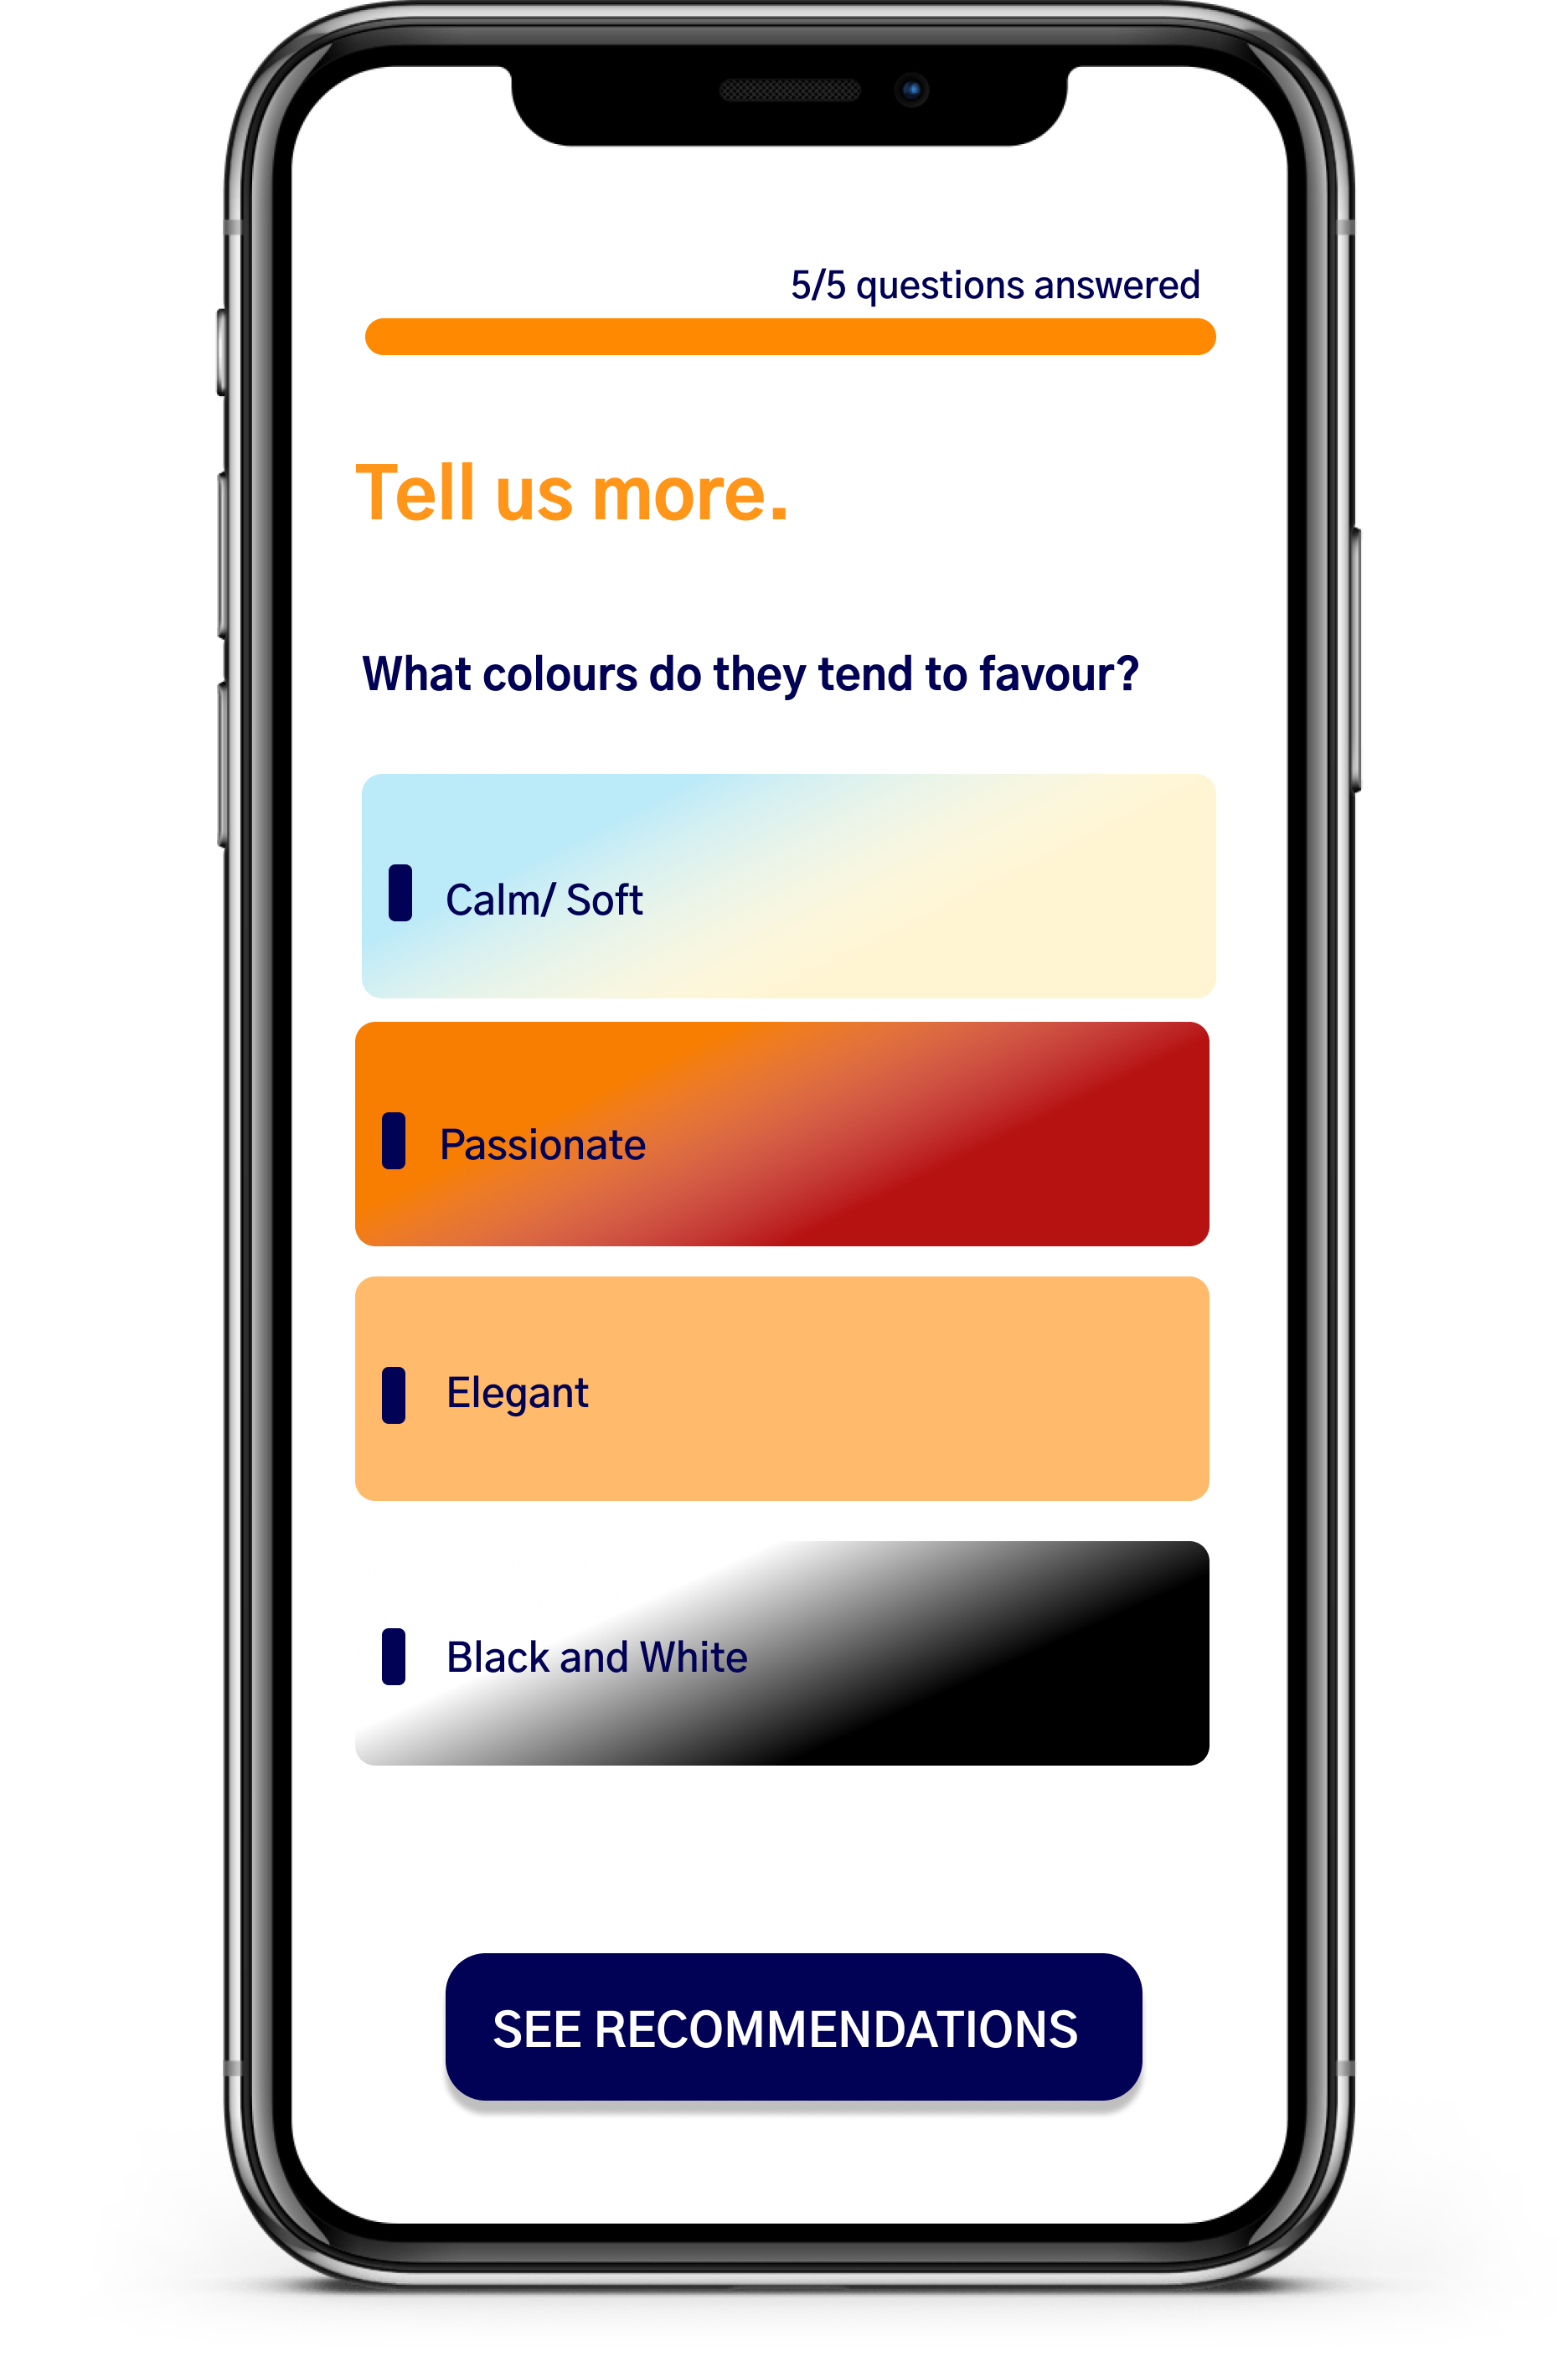 5/5 questions answered
Tell us more.
What colours do they tend to favour?
Calm/ Soft
Passionate
Elegant
Black and White
SEE RECOMMENDATIONS